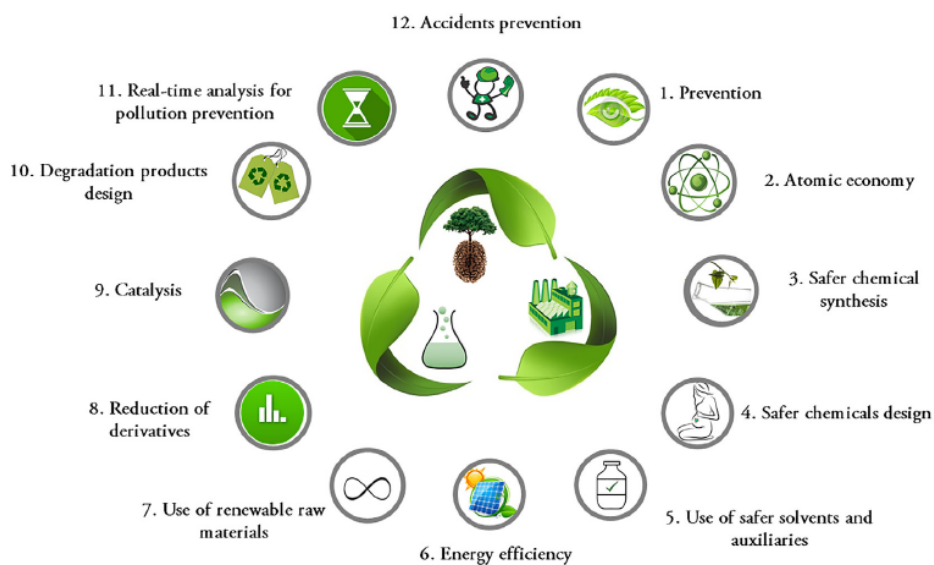 12. Accidents prevention
1. Prevention
2. Atomic economy
3. Safer chemical
synthesis
4. Safer chemicals design
5. Use of safer solvents and
auxiliaries
6. Energy efficiency
7. Use of renewable raw
materials
8. Reduction of
derivatives
9. Catalysis
10. Degradation products
design
11. Real-time analysis for
pollution prevention